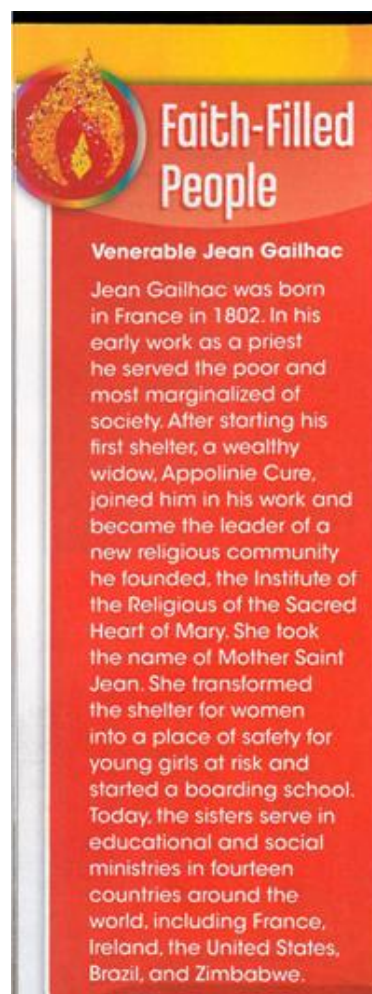 Faith-Filled
People
Venerable Jean Gailhac
Jean Gailhac was born
in France in 1802. In his
early work as a priest
he served the poor and
most marginalized of
society. After starting his
first shelter, a wealthy
widow, Appolinie Cure,
joined him in his work and
became the leader of a
new religious community
he founded, the Institute of
the Religious of the Sacred
Heart of Mary. She took
the name of Mother Saint
Jean. She transformed
the shelter for women
into a place of safety for
young girls at risk and
started a boarding school.
Today, the sisters serve in
educational and social
ministries in fourteen
countries around the
world, including France,
Ireland, the United States,
Brazil, and Zimbabwe.